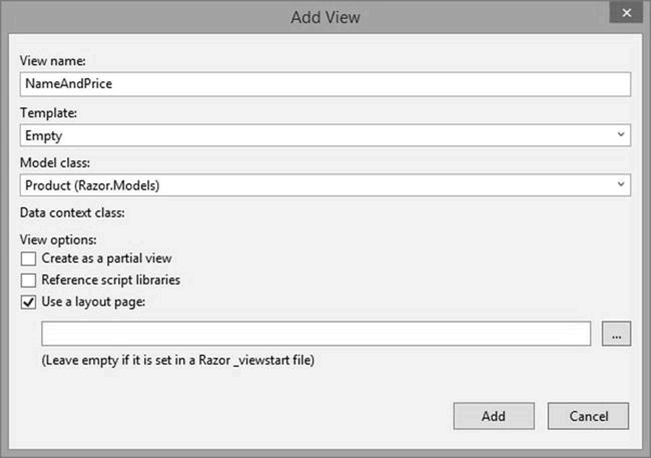 Add View
View name:
NameAndPrice
Template:
Empty
Model class:
Product (Razor.Models)
Data context class:
View options:
Create as a partial view
Reference script libraries
Use a layout page:
...
(Leave empty if it is set in a Razor _viewstart file)
Add Cancel